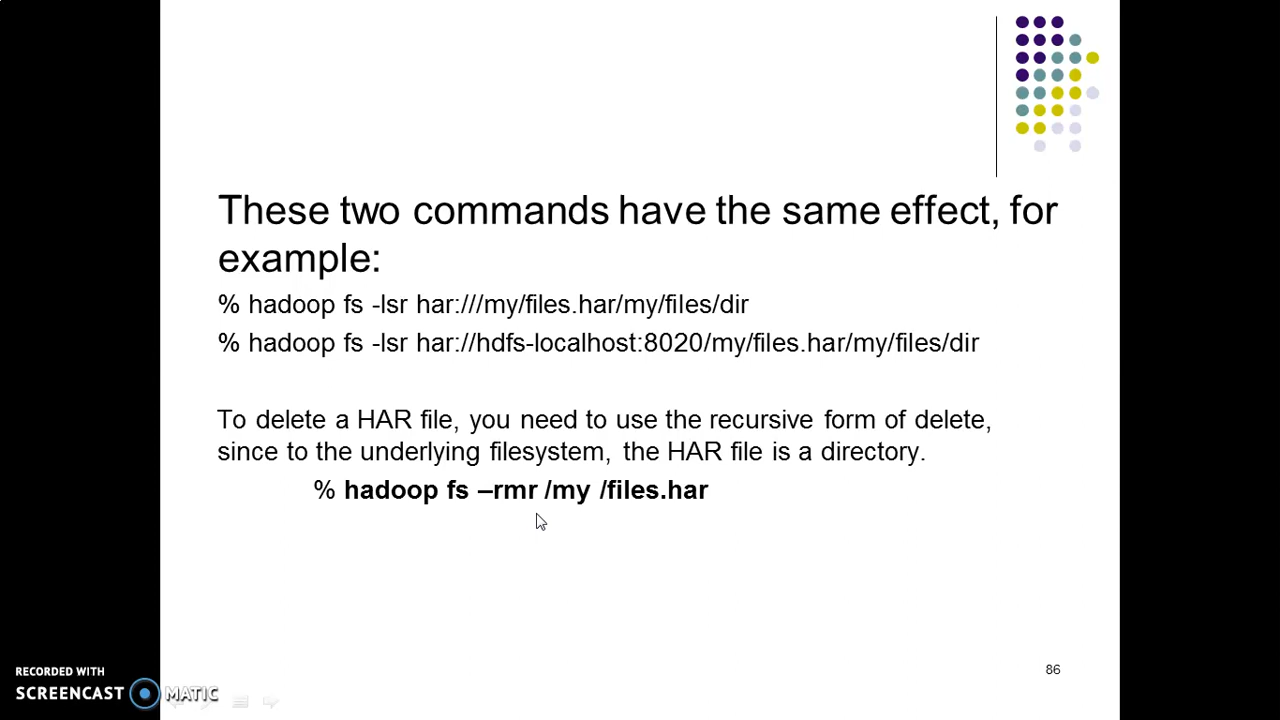 These two commands have the same effect, for
example:
% hadoop fs -lsr har:///my/files.har/my/files/dir
% hadoop fs -lsr har://hdfs-localhost:8020/my/files.har/my/files/dir
To delete a HAR file, you need to use the recursive form of delete,
since to the underlying filesystem, the HAR file is a directory.
% hadoop fs –rmr /my /files.har
86
RECORDED WITH
SCREENCAST MATIC